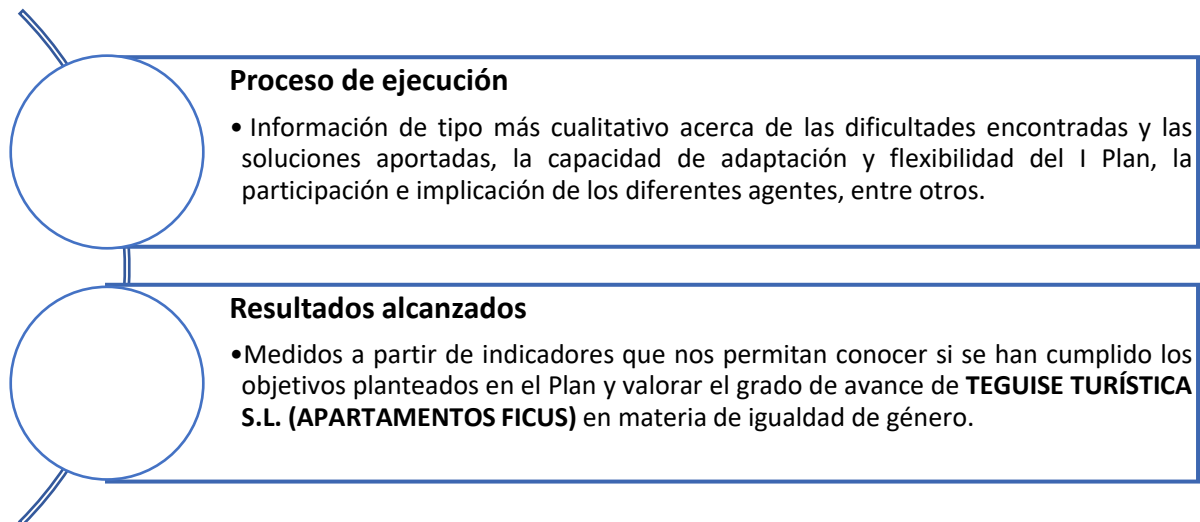 Proceso de ejecución
• Información de tipo más cualitativo acerca de las dificultades encontradas y las
soluciones aportadas, la capacidad de adaptación y flexibilidad del I Plan, la
participación e implicación de los diferentes agentes, entre otros.
Resultados alcanzados
•Medidos a partir de indicadores que nos permitan conocer si se han cumplido los
objetivos planteados en el Plan y valorar el grado de avance de TEGUISE TURÍSTICA
S.L. (APARTAMENTOS FICUS) en materia de igualdad de género.